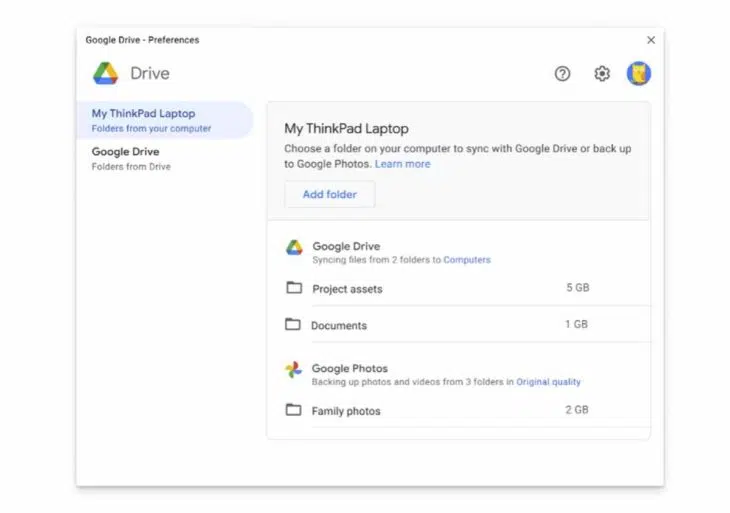 Google Drive - Preferences
Drive
My ThinkPad Laptop
Folders from your computer
Google Drive
Folders from Drive
My ThinkPad Laptop
Choose a folder on your computer to sync with Google Drive or back up
to Google Photos. Learn more
Add folder
Google Drive
Syncing files from 2 folders to Computers
Project assets 5 GB
Documents 1 GB
Google Photos
Backing up photos and videos from 3 folders in Original quality
Family photos 2 GB